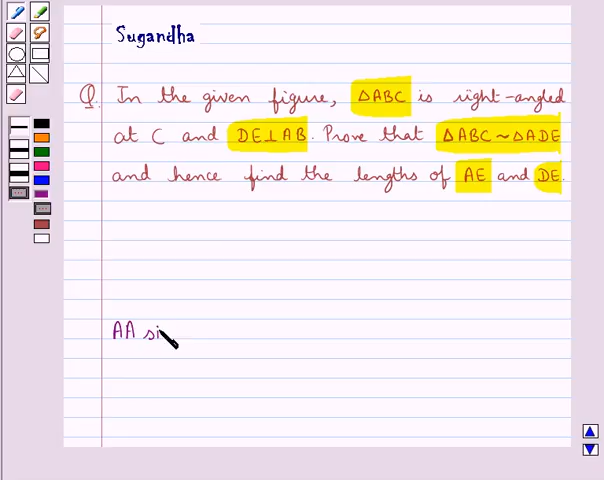 Sugandha
Q. In the given figure, ΔABC is right-angled
at C and DE⊥AB. Prove that ΔABC~ΔADE
and hence find the lengths of AE and DE.
AA si